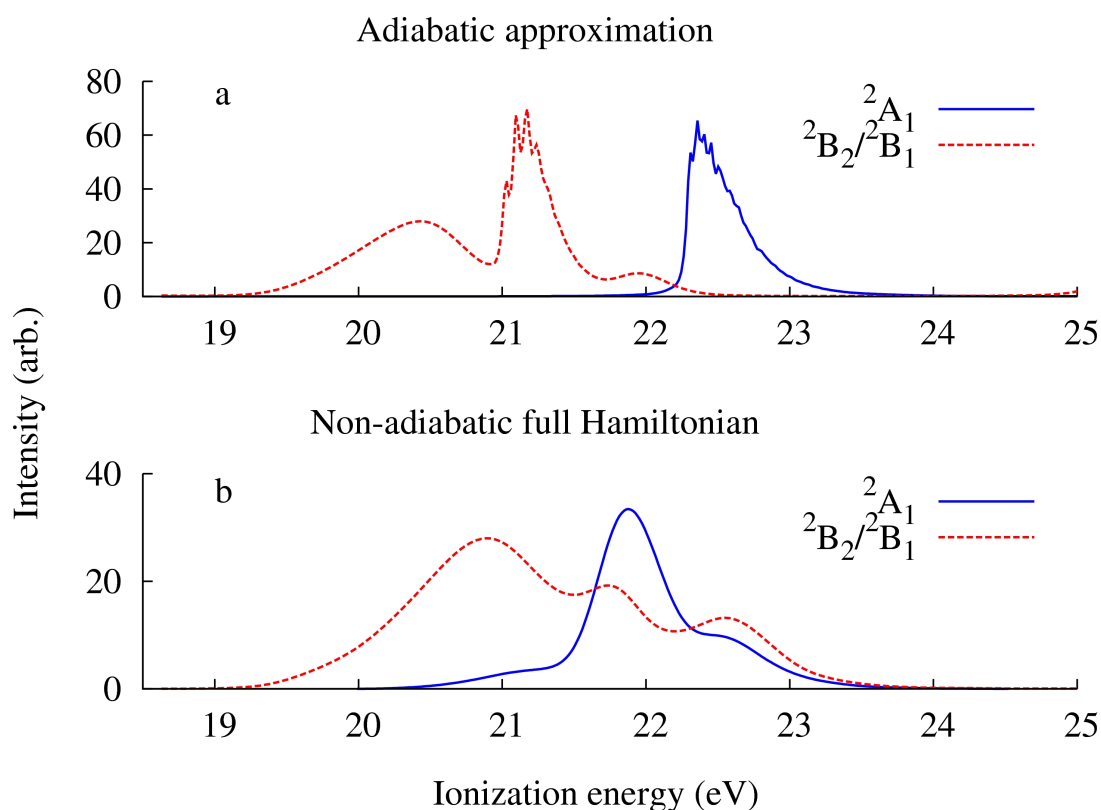 Adiabatic approximation
a
²A₁
²B₂/²B₁
80
60
40
20
0
19 20 21 22 23 24 25
Intensity (arb.)
Non-adiabatic full Hamiltonian
b
²A₁
²B₂/²B₁
40
20
0
19 20 21 22 23 24 25
Ionization energy (eV)